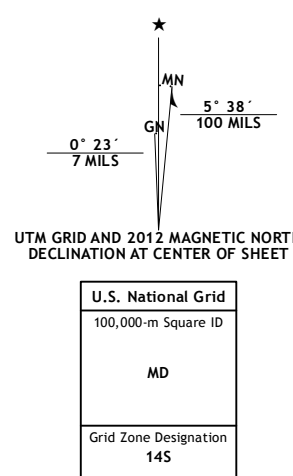 ★
MN
5° 38´
100 MILS
GN
0° 23´
7 MILS
UTM GRID AND 2012 MAGNETIC NORT
DECLINATION AT CENTER OF SHEET
U.S. National Grid
100,000-m Square ID
MD
Grid Zone Designation
14S